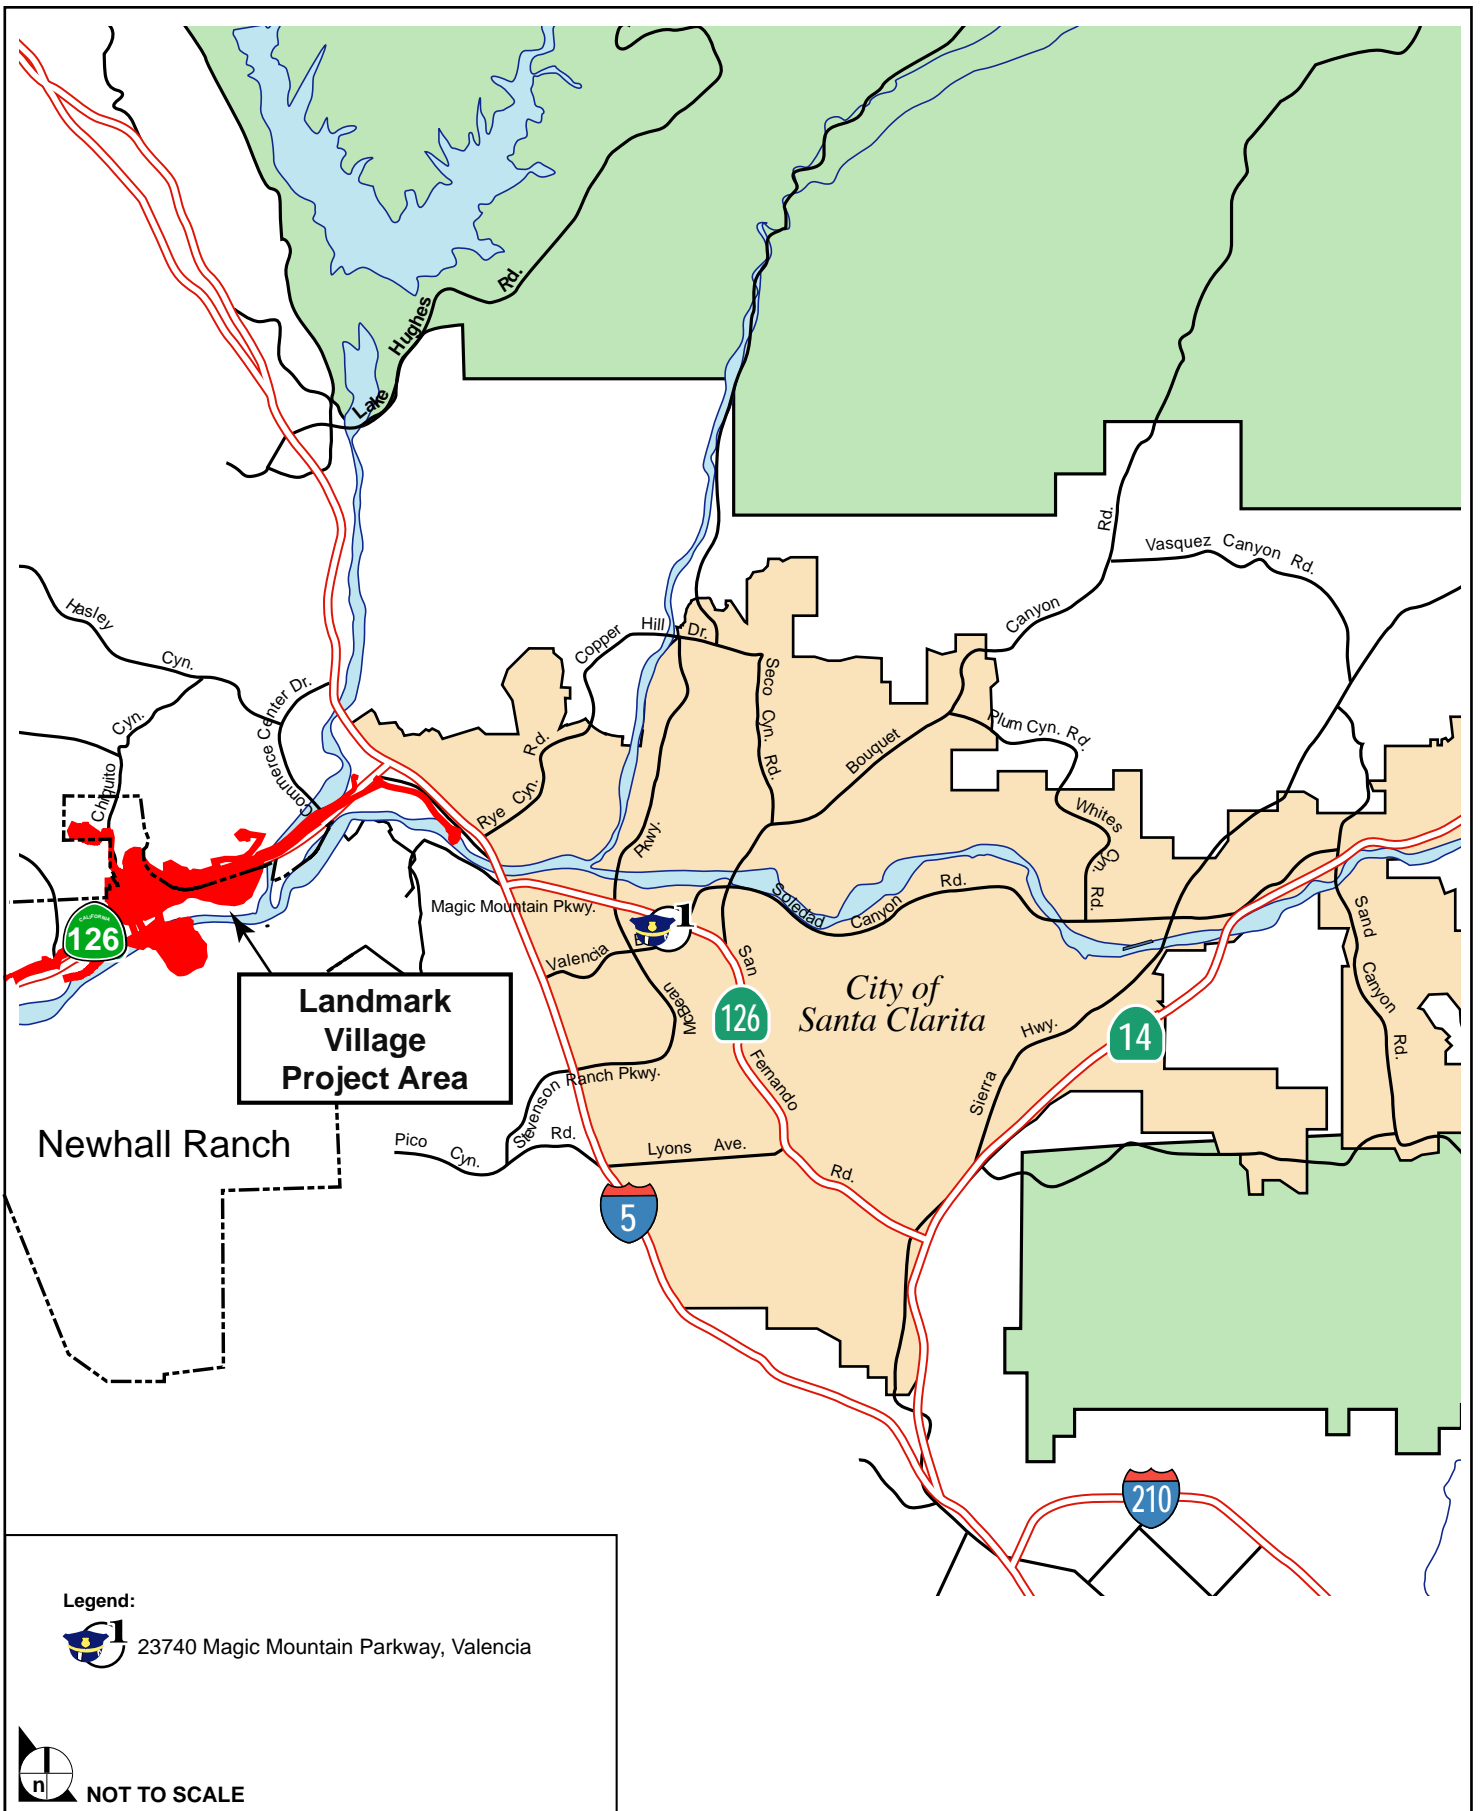 Lake Hughes Rd.
Rd.
Vasquez Canyon Rd.
Canyon
Hasley
Cyn.
Copper Hill Dr.
Seco Cyn. Rd.
Commerce Center Dr.
Cyn.
Chiquito
Plum Cyn. Rd.
Bouquet
Rye Cyn. Rd.
Whites Cyn. Rd.
Pkwy.
Magic Mountain Pkwy.
1
Soledad Canyon Rd.
Sand Canyon Rd.
CALIFORNIA
126
Valencia
San
McBean
City of
Santa Clarita
126
14
Hwy.
Landmark
Village
Project Area
Fernando
Sierra
Stevenson Ranch Pkwy.
Newhall Ranch
Pico Cyn. Rd.
Lyons Ave.
Rd.
5
210
Legend:
1
23740 Magic Mountain Parkway, Valencia
n
NOT TO SCALE